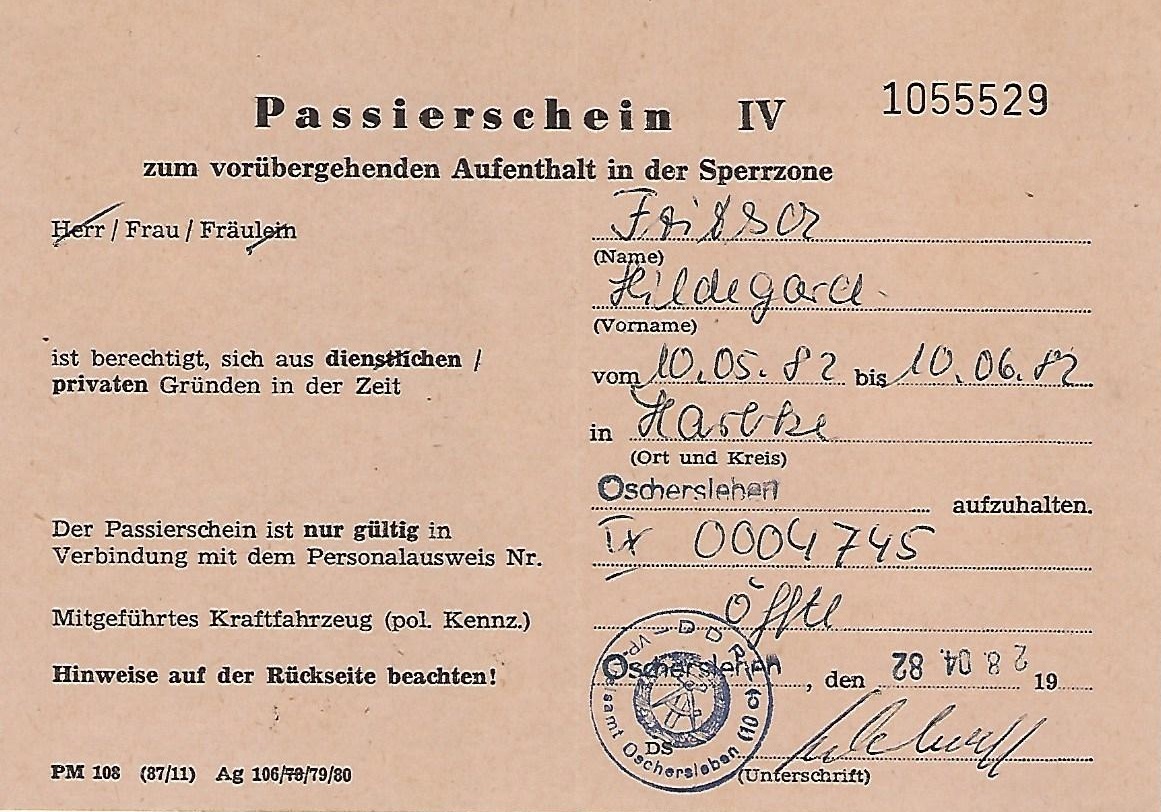 Passierschein IV 1055529
zum vorübergehenden Aufenthalt in der Sperrzone
Herr / Frau / Fräulein
(Name)
Hildegard
(Vorname)
ist berechtigt, sich aus dienstlichen /
privaten Gründen in der Zeit
vom 10.05.82 bis 10.06.82
in Harbke
(Ort und Kreis)
Oschersleben aufzuhalten.
Der Passierschein ist nur gültig in
Verbindung mit dem Personalausweis Nr.
IX 0004745
Mitgeführtes Kraftfahrzeug (pol. Kennz.)
öfftl
Hinweise auf der Rückseite beachten!
Oschersleben, den 28. 04. 82 19
DS
(Unterschrift)
PM 108 (87/11) Ag 106/78/79/80
DDR
VP-Kreisamt Oschersleben (10